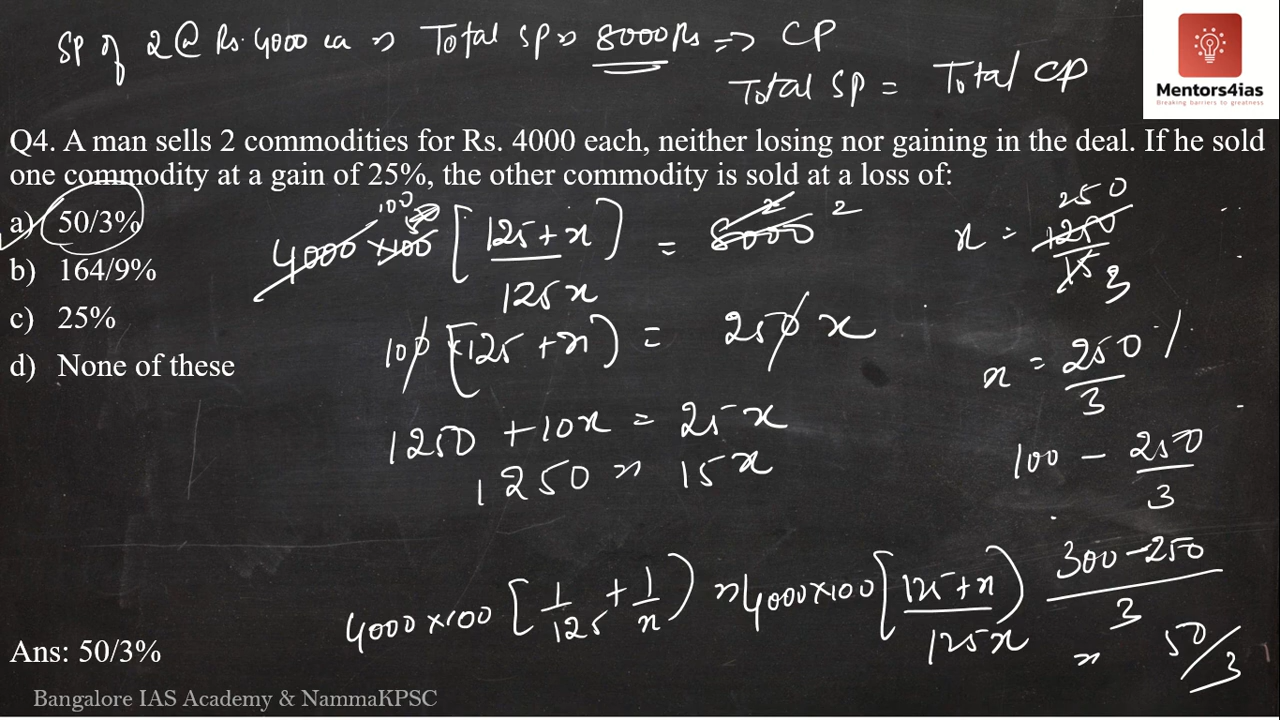 SP of 2 @ Rs. 4000 ea ⇒ Total SP ⇒ 8000 Rs ⇒ CP
Total SP = Total CP
Mentors4ias
Breaking barriers to greatness
Q4. A man sells 2 commodities for Rs. 4000 each, neither losing nor gaining in the deal. If he sold
one commodity at a gain of 25%, the other commodity is sold at a loss of:
a) 50/3%
b) 164/9%
c) 25%
d) None of these
4000 × 100 [125 + x / 125x] = 8000 2
100 [125 + x] = 250 x
1250 + 10x = 25x
1250 = 15x
4000 × 100 [1/125 + 1/x] = 4000 × 100 [125 + x / 125x]
x = 1250/15 250/3
x = 250/3 %
100 - 250/3
300 - 250 / 3
= 50/3
Ans: 50/3%
Bangalore IAS Academy & NammaKPSC